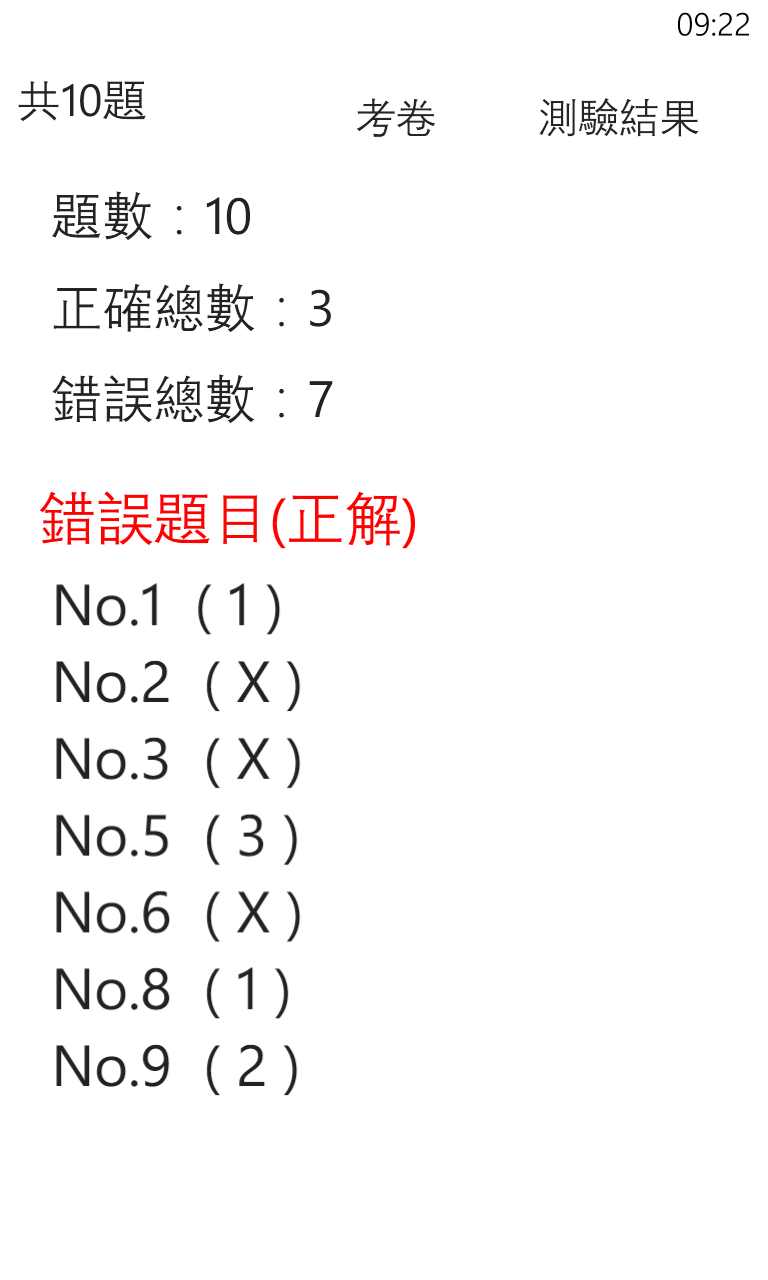 09:22
共10題
考卷 測驗結果
題數：10
正確總數：3
錯誤總數：7
錯誤題目(正解)
No.1 ( 1 )
No.2 ( X )
No.3 ( X )
No.5 ( 3 )
No.6 ( X )
No.8 ( 1 )
No.9 ( 2 )